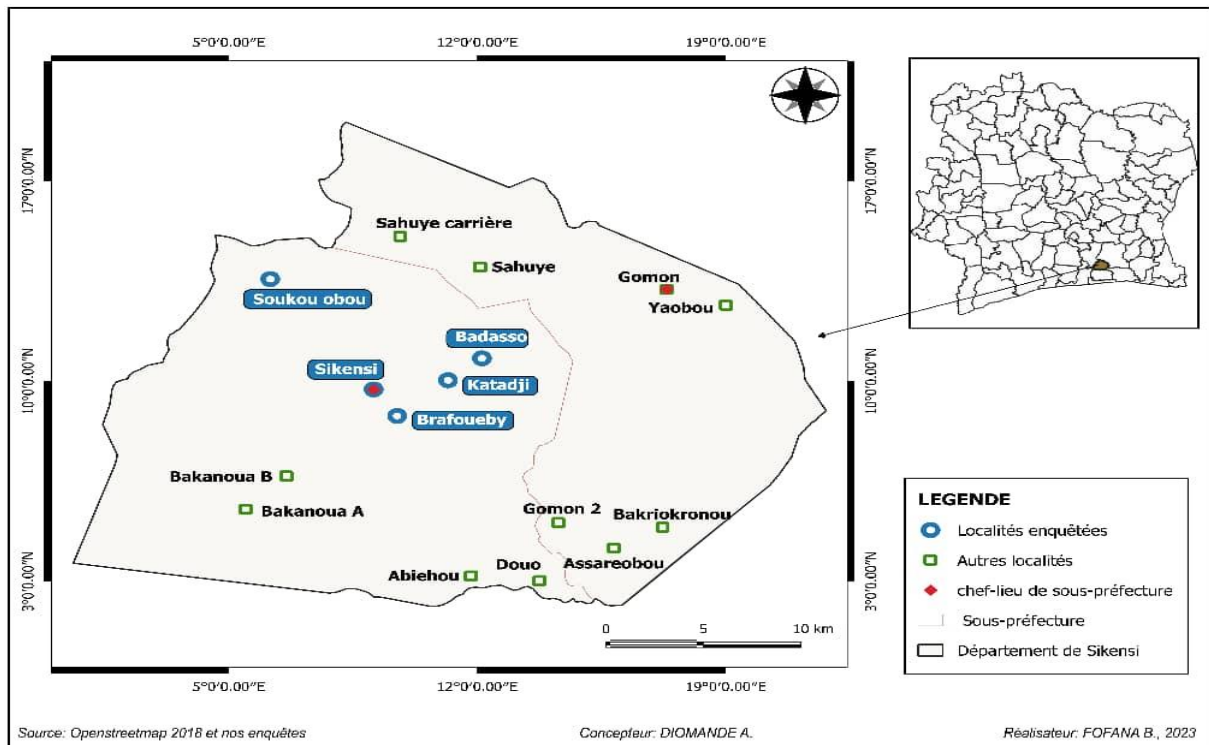 5°0'0.00"E
12°0'0.00"E
19°0'0.00"E
17°0'0.00"N
17°0'0.00"N
Sahuye carrière
Sahuye
Gomon
Soukou obou
Yaobou
Badasso
Sikensi
Katadji
10°0'0.00"N
10°0'0.00"N
Brafoueby
Bakanoua B
Bakanoua A
Gomon 2
Bakriokronou
Assareobou
Douo
Abiehou
3°0'0.00"N
3°0'0.00"N
0 5 10 km
5°0'0.00"E
12°0'0.00"E
19°0'0.00"E
LEGENDE
Localités enquêtées
Autres localités
chef-lieu de sous-préfecture
Sous-préfecture
Département de Sikensi
Source: Openstreetmap 2018 et nos enquêtes
Concepteur: DIOMANDE A.
Réalisateur: FOFANA B., 2023